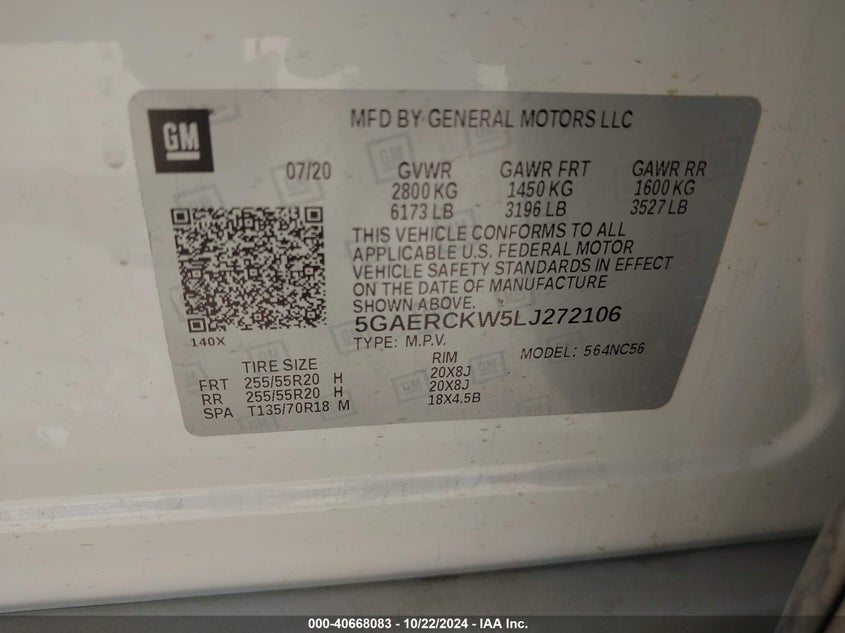 GM
MFD BY GENERAL MOTORS LLC
07/20 GVWR GAWR FRT GAWR RR
2800 KG 1450 KG 1600 KG
6173 LB 3196 LB 3527 LB
THIS VEHICLE CONFORMS TO ALL
APPLICABLE U.S. FEDERAL MOTOR
VEHICLE SAFETY STANDARDS IN EFFECT
ON THE DATE OF MANUFACTURE
SHOWN ABOVE.
140X
5GAERCKW5LJ272106
TYPE: M.P.V. MODEL: 564NC56
TIRE SIZE RIM
FRT 255/55R20 H 20X8J
RR 255/55R20 H 20X8J
SPA T135/70R18 M 18X4.5B
000-40668083 - 10/22/2024 - IAA Inc.